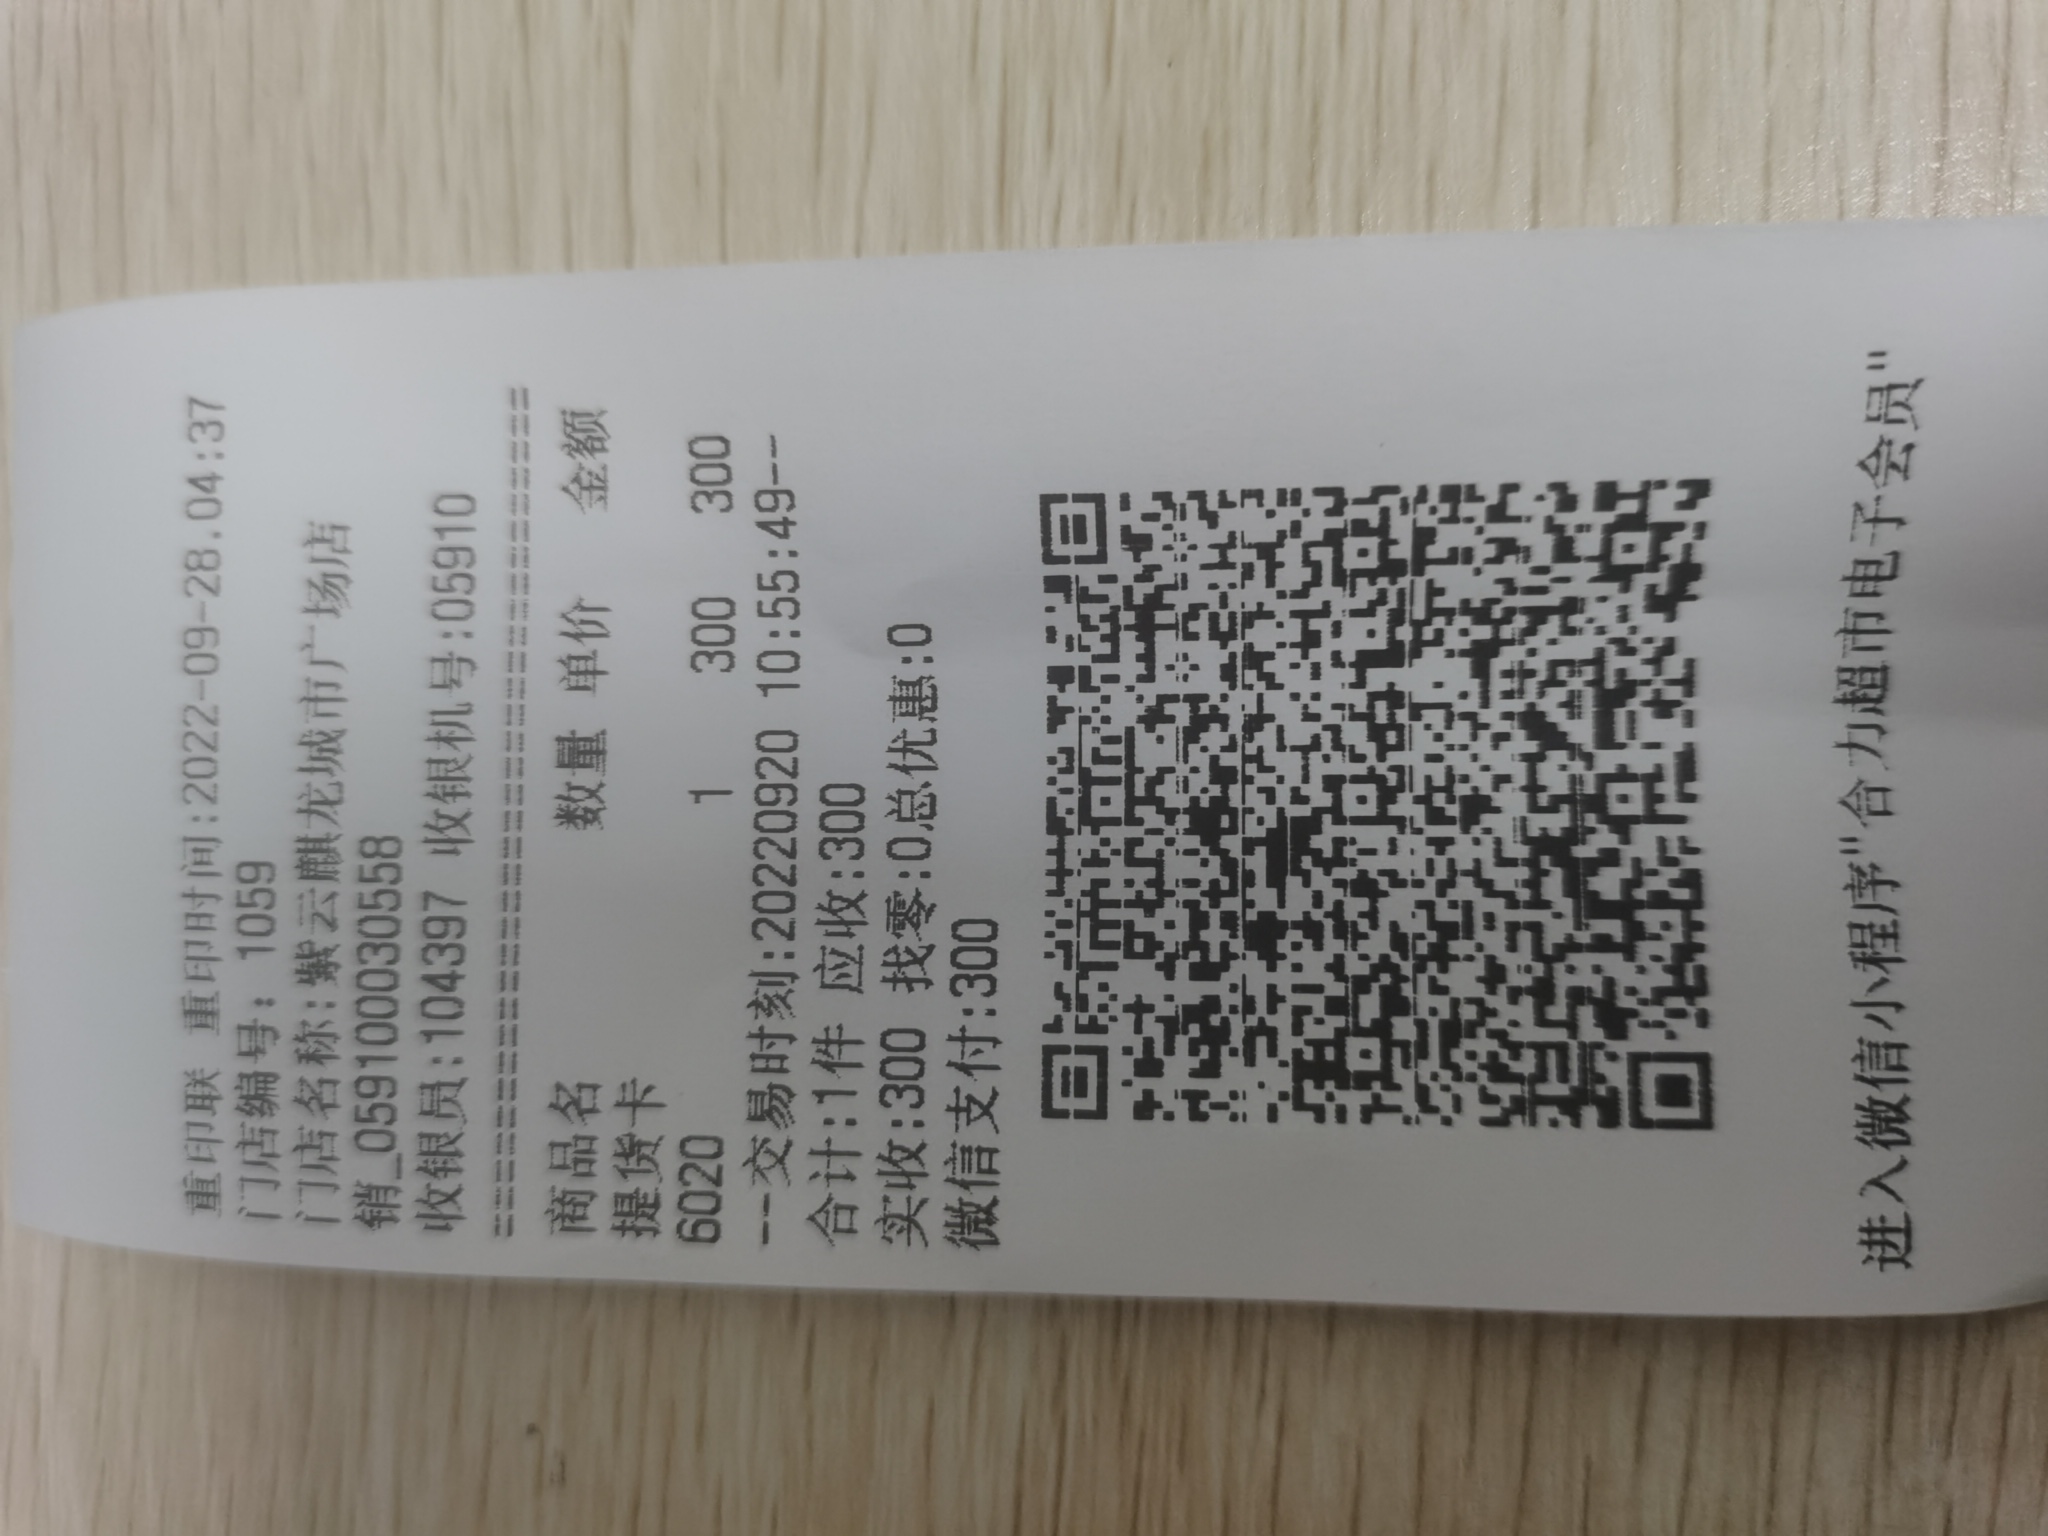 重印联 重印时间:2022-09-28.04:37
门店编号: 1059
门店名称:紫云麒龙城市广场店
销_0591000030558
收银员:104397 收银机号:05910
==================================
商品名 数量 单价 金额
提货卡
6020 1 300 300
--交易时刻:20220920 10:55:49--
合计:1件 应收:300
实收:300 找零:0总优惠:0
微信支付:300
进入微信小程序"合力超市电子会员"